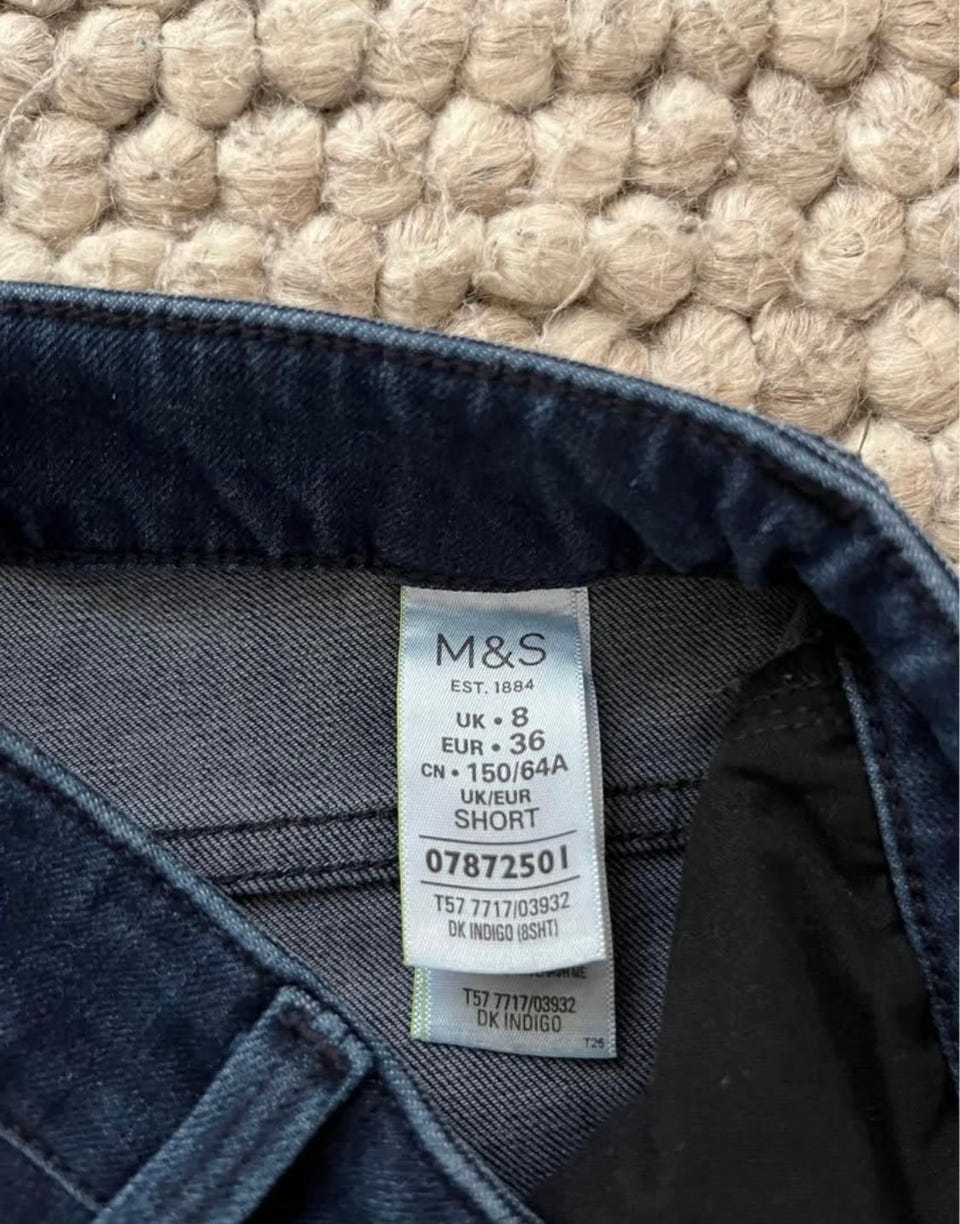 M&S
EST. 1884
UK • 8
EUR • 36
CN • 150/64A
UK/EUR
SHORT
07872501
T57 7717/03932
DK INDIGO (8SHT)
T57 7717/03932
DK INDIGO
T26